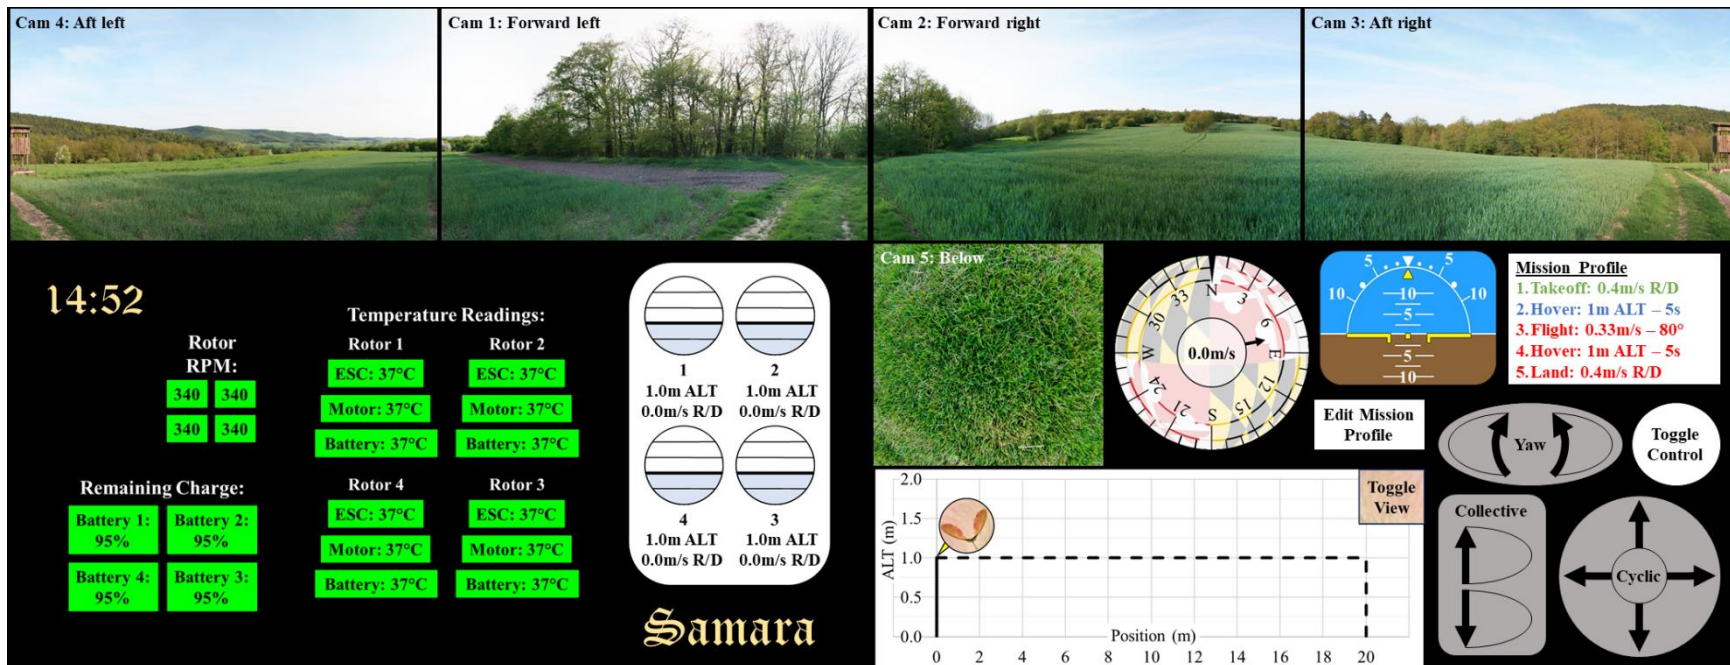 Cam 4: Aft left
Cam 1: Forward left
Cam 2: Forward right
Cam 3: Aft right
14:52
Rotor
RPM:
340 340
340 340
Remaining Charge:
Battery 1:
95%
Battery 2:
95%
Battery 4:
95%
Battery 3:
95%
Temperature Readings:
Rotor 1
ESC: 37°C
Motor: 37°C
Battery: 37°C
Rotor 2
ESC: 37°C
Motor: 37°C
Battery: 37°C
Rotor 4
ESC: 37°C
Motor: 37°C
Battery: 37°C
Rotor 3
ESC: 37°C
Motor: 37°C
Battery: 37°C
1
1.0m ALT
0.0m/s R/D
2
1.0m ALT
0.0m/s R/D
4
1.0m ALT
0.0m/s R/D
3
1.0m ALT
0.0m/s R/D
Samara
Cam 5: Below
N
3
6
E
12
15
S
21
24
W
30
33
0.0m/s
5 5
10 10 10
5
5
10
Mission Profile
1.Takeoff: 0.4m/s R/D
2.Hover: 1m ALT – 5s
3.Flight: 0.33m/s – 80°
4.Hover: 1m ALT – 5s
5.Land: 0.4m/s R/D
Edit Mission
Profile
Yaw
Toggle
Control
Collective
Cyclic
Toggle
View
ALT (m)
2.0
1.5
1.0
0.5
0.0
Position (m)
0 2 4 6 8 10 12 14 16 18 20